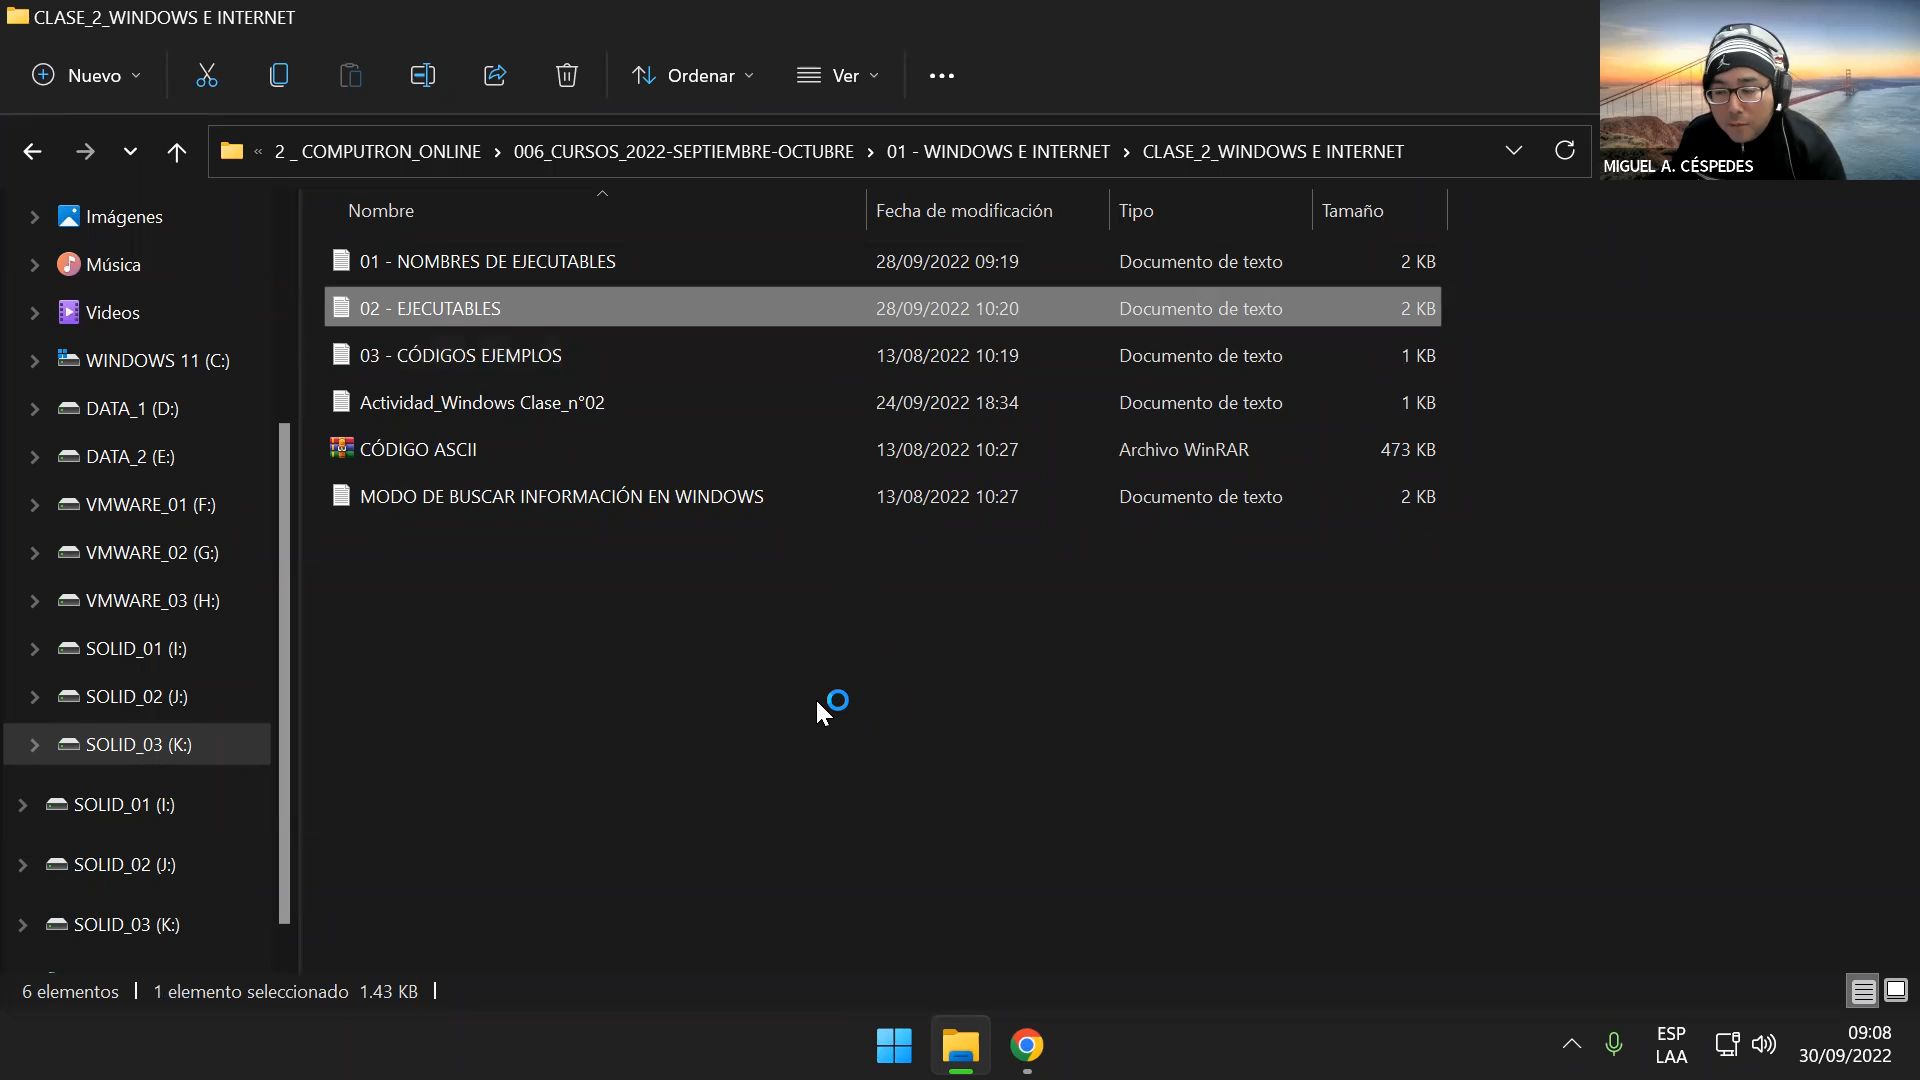 CLASE_2_WINDOWS E INTERNET
Nuevo
Ordenar
Ver
2 _ COMPUTRON_ONLINE
006_CURSOS_2022-SEPTIEMBRE-OCTUBRE
01 - WINDOWS E INTERNET
CLASE_2_WINDOWS E INTERNET
MIGUEL A. CÉSPEDES
Imágenes
Música
Videos
WINDOWS 11 (C:)
DATA_1 (D:)
DATA_2 (E:)
VMWARE_01 (F:)
VMWARE_02 (G:)
VMWARE_03 (H:)
SOLID_01 (I:)
SOLID_02 (J:)
SOLID_03 (K:)
SOLID_01 (I:)
SOLID_02 (J:)
SOLID_03 (K:)
Nombre Fecha de modificación Tipo Tamaño
01 - NOMBRES DE EJECUTABLES 28/09/2022 09:19 Documento de texto 2 KB
02 - EJECUTABLES 28/09/2022 10:20 Documento de texto 2 KB
03 - CÓDIGOS EJEMPLOS 13/08/2022 10:19 Documento de texto 1 KB
Actividad_Windows Clase_n°02 24/09/2022 18:34 Documento de texto 1 KB
CÓDIGO ASCII 13/08/2022 10:27 Archivo WinRAR 473 KB
MODO DE BUSCAR INFORMACIÓN EN WINDOWS 13/08/2022 10:27 Documento de texto 2 KB
6 elementos 1 elemento seleccionado 1.43 KB
ESP
LAA
09:08
30/09/2022